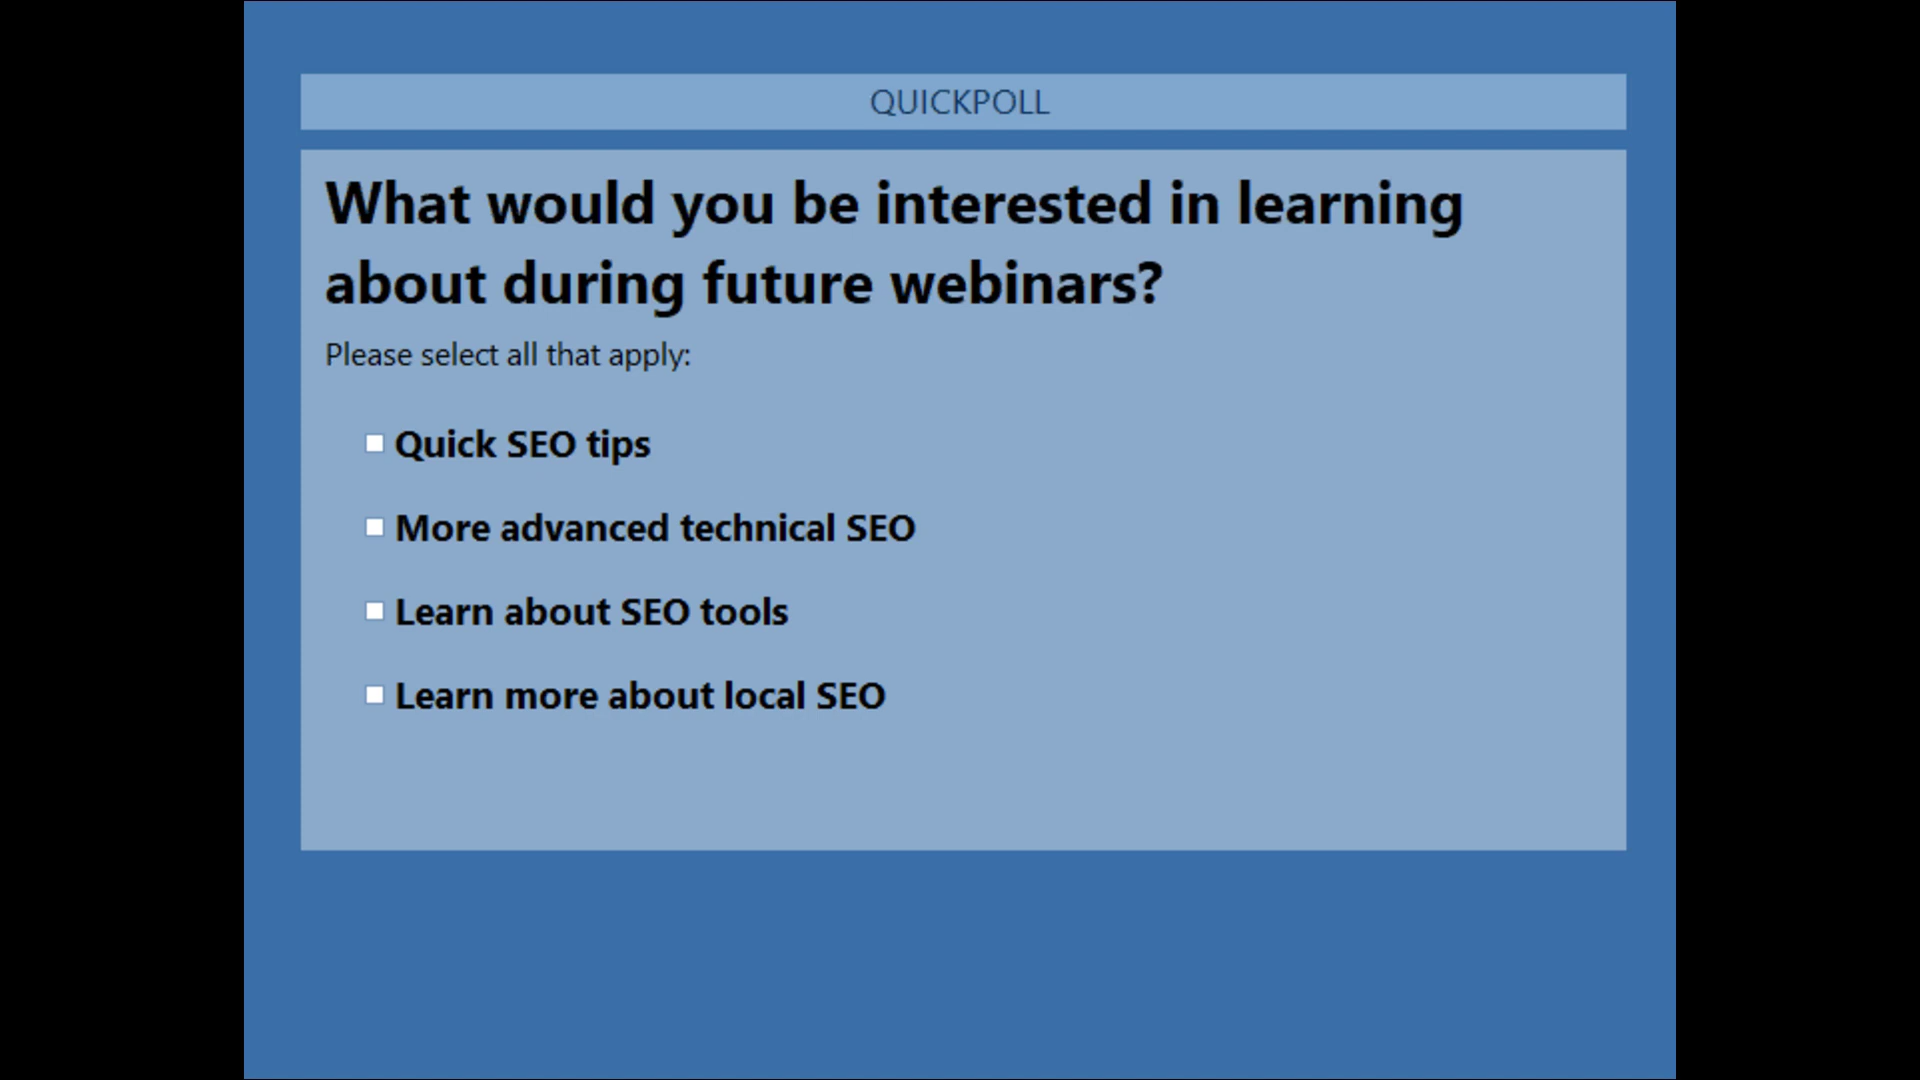 QUICKPOLL
What would you be interested in learning
about during future webinars?
Please select all that apply:
Quick SEO tips
More advanced technical SEO
Learn about SEO tools
Learn more about local SEO